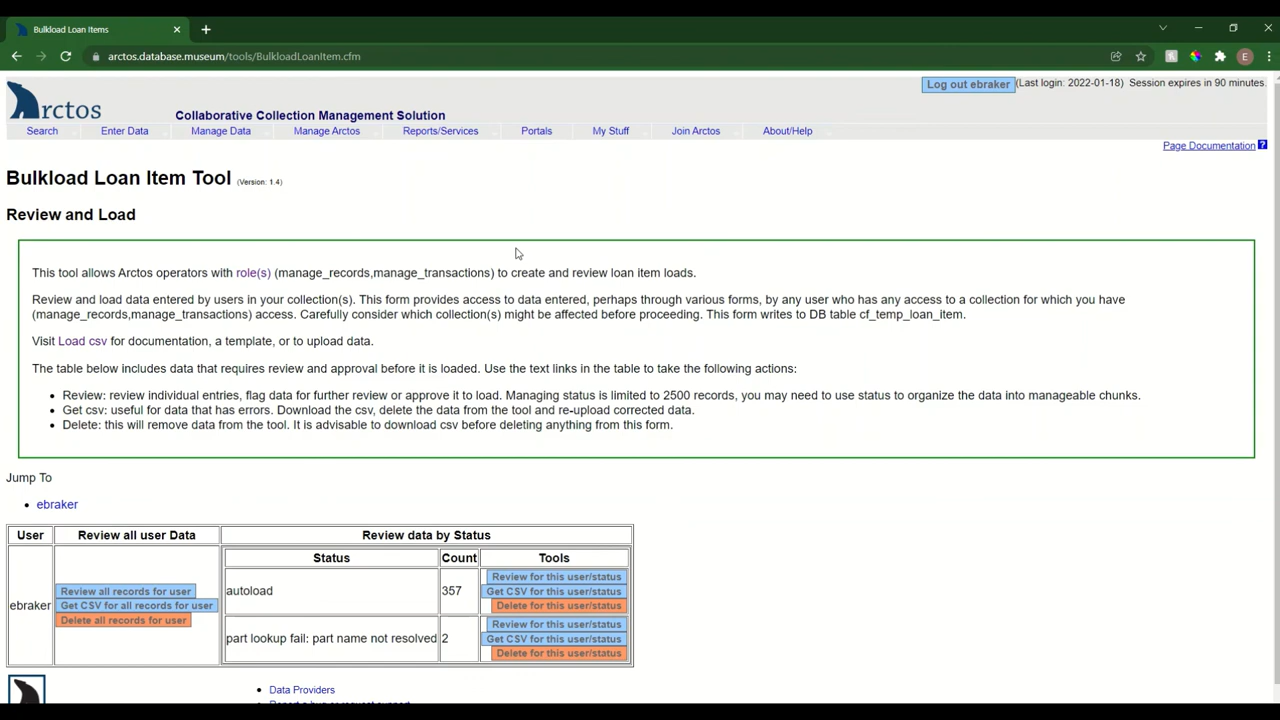 Bulkload Loan Items
arctos.database.museum/tools/BulkloadLoanItem.cfm
E
Arctos
Collaborative Collection Management Solution
Log out ebraker (Last login: 2022-01-18) Session expires in 90 minutes.
Search Enter Data Manage Data Manage Arctos Reports/Services Portals My Stuff Join Arctos About/Help
Page Documentation ?
Bulkload Loan Item Tool (Version: 1.4)
Review and Load
This tool allows Arctos operators with role(s) (manage_records,manage_transactions) to create and review loan item loads.
Review and load data entered by users in your collection(s). This form provides access to data entered, perhaps through various forms, by any user who has any access to a collection for which you have
(manage_records,manage_transactions) access. Carefully consider which collection(s) might be affected before proceeding. This form writes to DB table cf_temp_loan_item.
Visit Load csv for documentation, a template, or to upload data.
The table below includes data that requires review and approval before it is loaded. Use the text links in the table to take the following actions:
• Review: review individual entries, flag data for further review or approve it to load. Managing status is limited to 2500 records, you may need to use status to organize the data into manageable chunks.
• Get csv: useful for data that has errors. Download the csv, delete the data from the tool and re-upload corrected data.
• Delete: this will remove data from the tool. It is advisable to download csv before deleting anything from this form.
Jump To
• ebraker
User Review all user Data Review data by Status
Status Count Tools
ebraker
Review all records for user
Get CSV for all records for user
Delete all records for user
autoload 357
Review for this user/status
Get CSV for this user/status
Delete for this user/status
part lookup fail: part name not resolved 2
Review for this user/status
Get CSV for this user/status
Delete for this user/status
• Data Providers